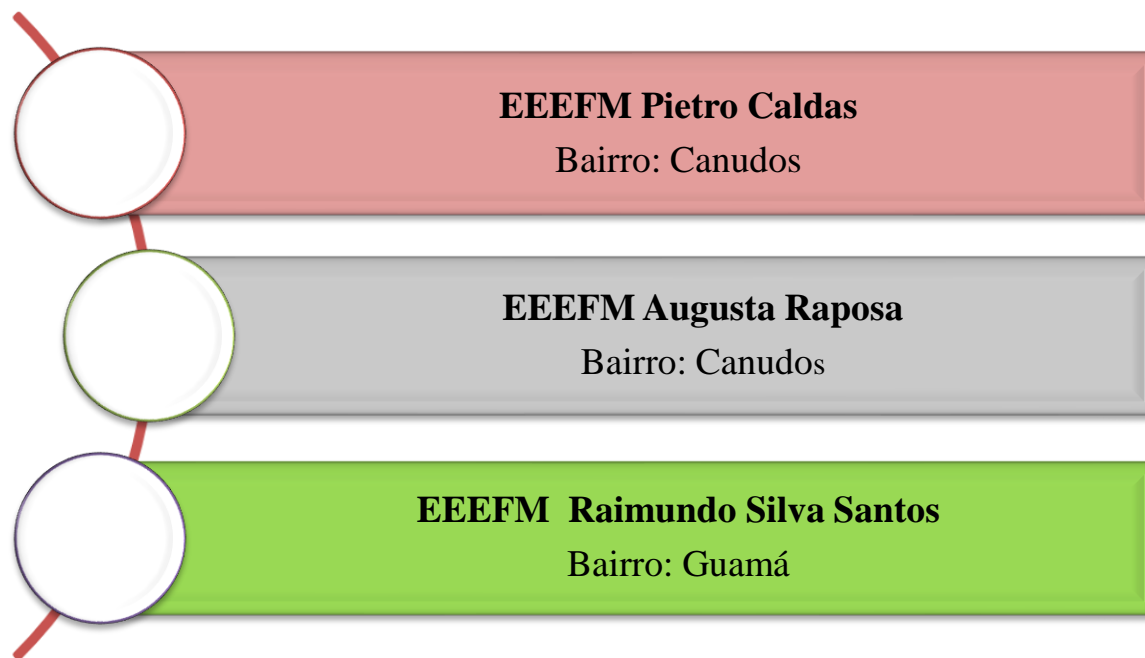 EEEFM Pietro Caldas
Bairro: Canudos
EEEFM Augusta Raposa
Bairro: Canudos
EEEFM Raimundo Silva Santos
Bairro: Guamá